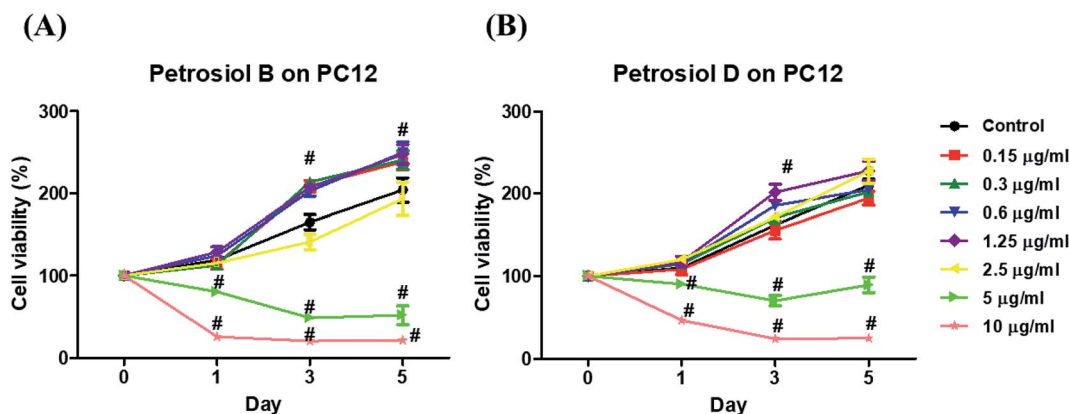 (A)
(B)
Petrosiol B on PC12
Petrosiol D on PC12
Cell viability (%)
300
200
100
0
0 1 3 5
Day
# # # # # # # #
Cell viability (%)
300
200
100
0
0 1 3 5
Day
# # # # # # #
Control
0.15 µg/ml
0.3 µg/ml
0.6 µg/ml
1.25 µg/ml
2.5 µg/ml
5 µg/ml
10 µg/ml